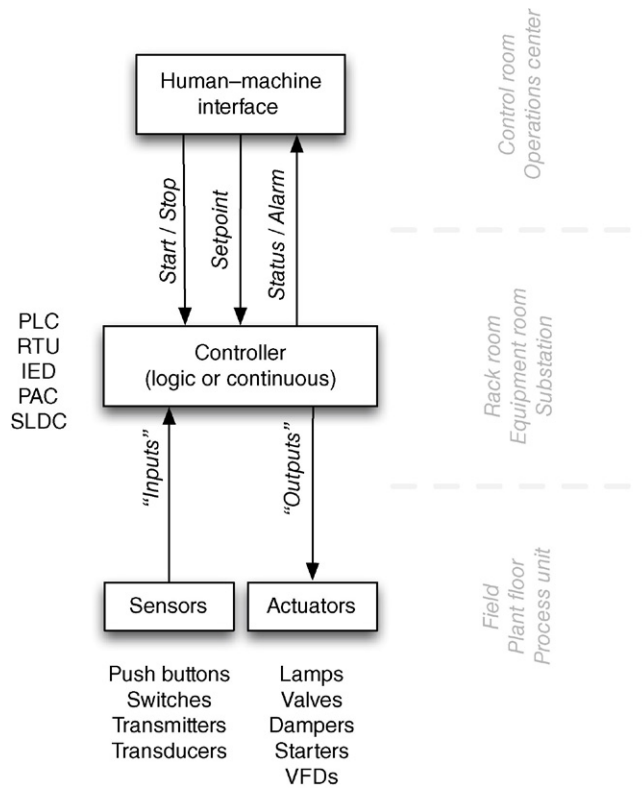 Human–machine
interface
Control room
Operations center
Start / Stop
Setpoint
Status / Alarm
PLC
RTU
IED
PAC
SLDC
Controller
(logic or continuous)
Rack room
Equipment room
Substation
“Inputs”
“Outputs”
Sensors
Actuators
Field
Plant floor
Process unit
Push buttons
Switches
Transmitters
Transducers
Lamps
Valves
Dampers
Starters
VFDs